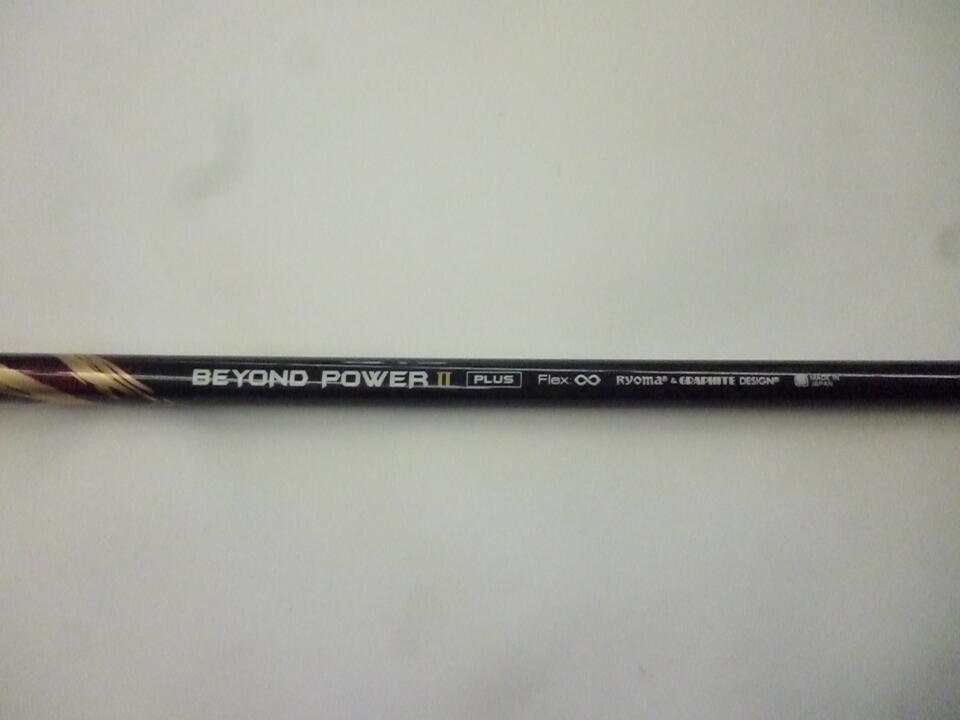 BEYOND POWER II PLUS Flex: ∞ Ryoma® & GRAPHITE DESIGN® MADE IN JAPAN